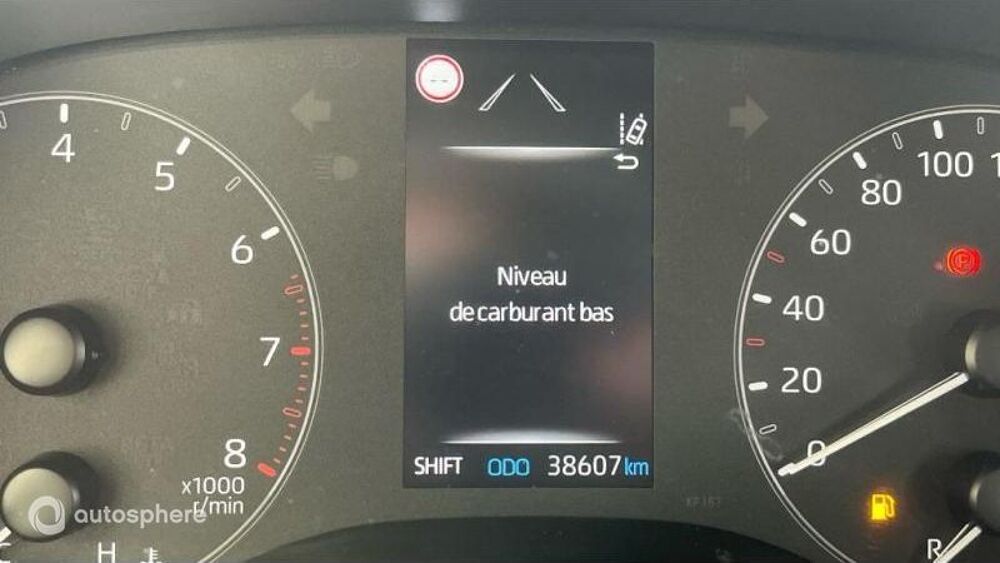 4
5
6
7
8
x1000
r/min
H
Niveau
de carburant bas
SHIFT ODO 38607 km
100
80
60
40
20
0
R
autosphere